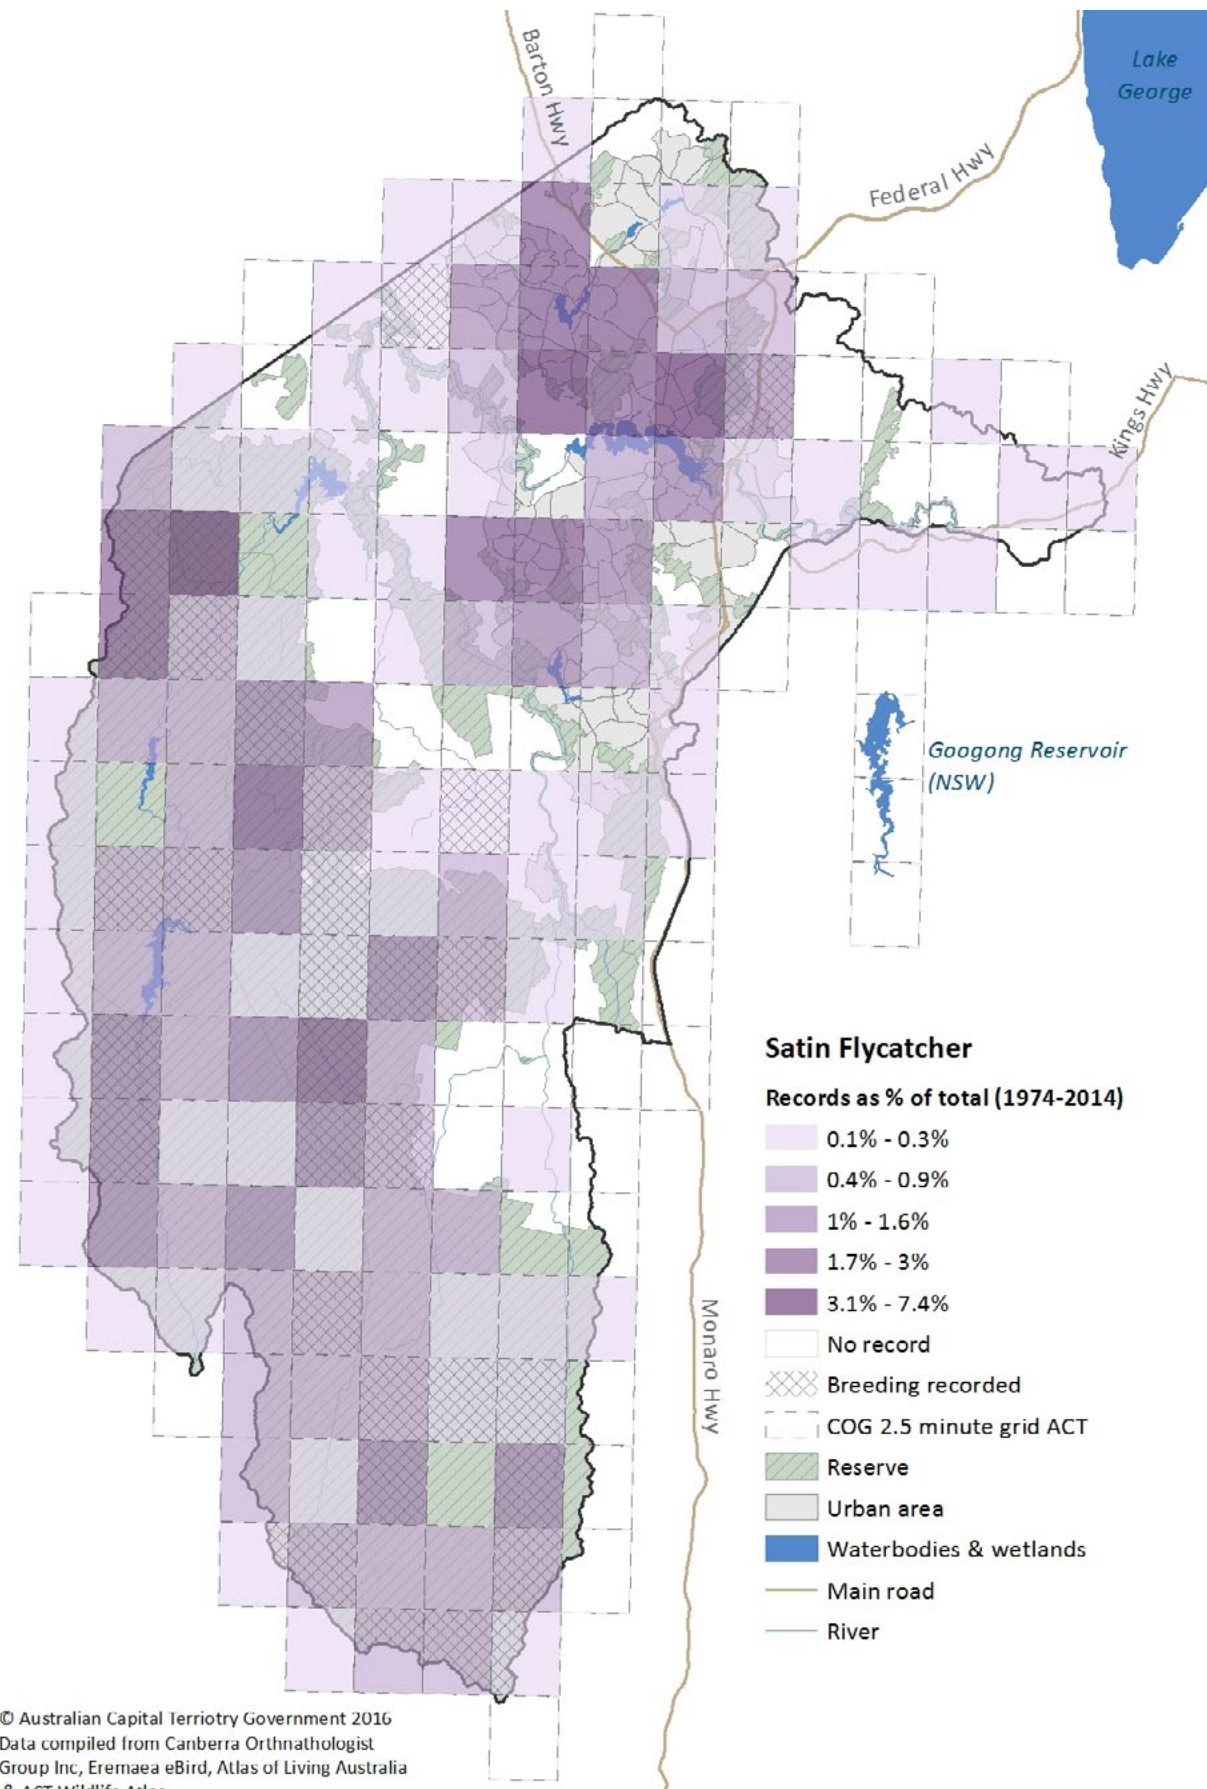 Barton Hwy
Lake
George
Federal Hwy
Kings Hwy
Googong Reservoir
(NSW)
Monaro Hwy
Satin Flycatcher
Records as % of total (1974-2014)
0.1% - 0.3%
0.4% - 0.9%
1% - 1.6%
1.7% - 3%
3.1% - 7.4%
No record
Breeding recorded
COG 2.5 minute grid ACT
Reserve
Urban area
Waterbodies & wetlands
Main road
River
© Australian Capital Terriotry Government 2016
Data compiled from Canberra Orthnathologist
Group Inc, Eremaea eBird, Atlas of Living Australia
& ACT Wildlife Atlas